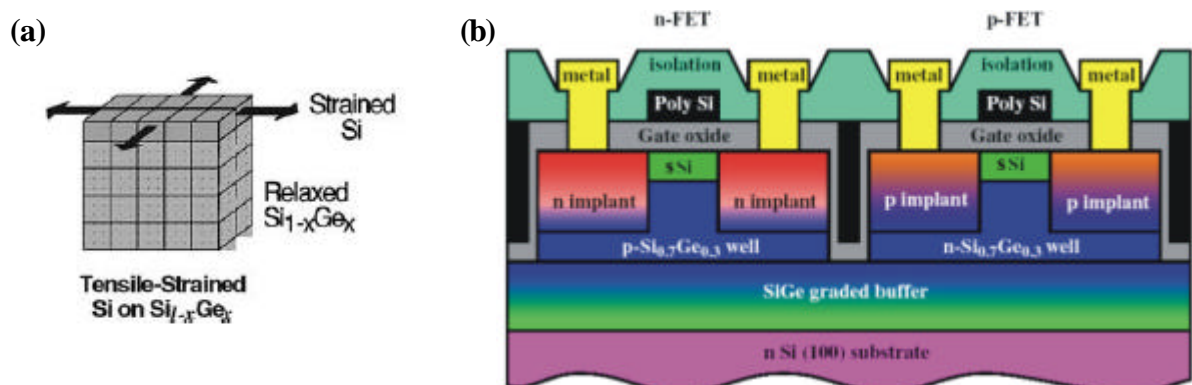 (a)
Strained
Si
Relaxed
Si1-xGex
Tensile-Strained
Si on Si1-xGex
(b)
n-FET p-FET
metal isolation metal metal isolation metal
Poly Si Poly Si
Gate oxide Gate oxide
s Si s Si
n implant n implant p implant p implant
p-Si0.7Ge0.3 well n-Si0.7Ge0.3 well
SiGe graded buffer
n Si (100) substrate